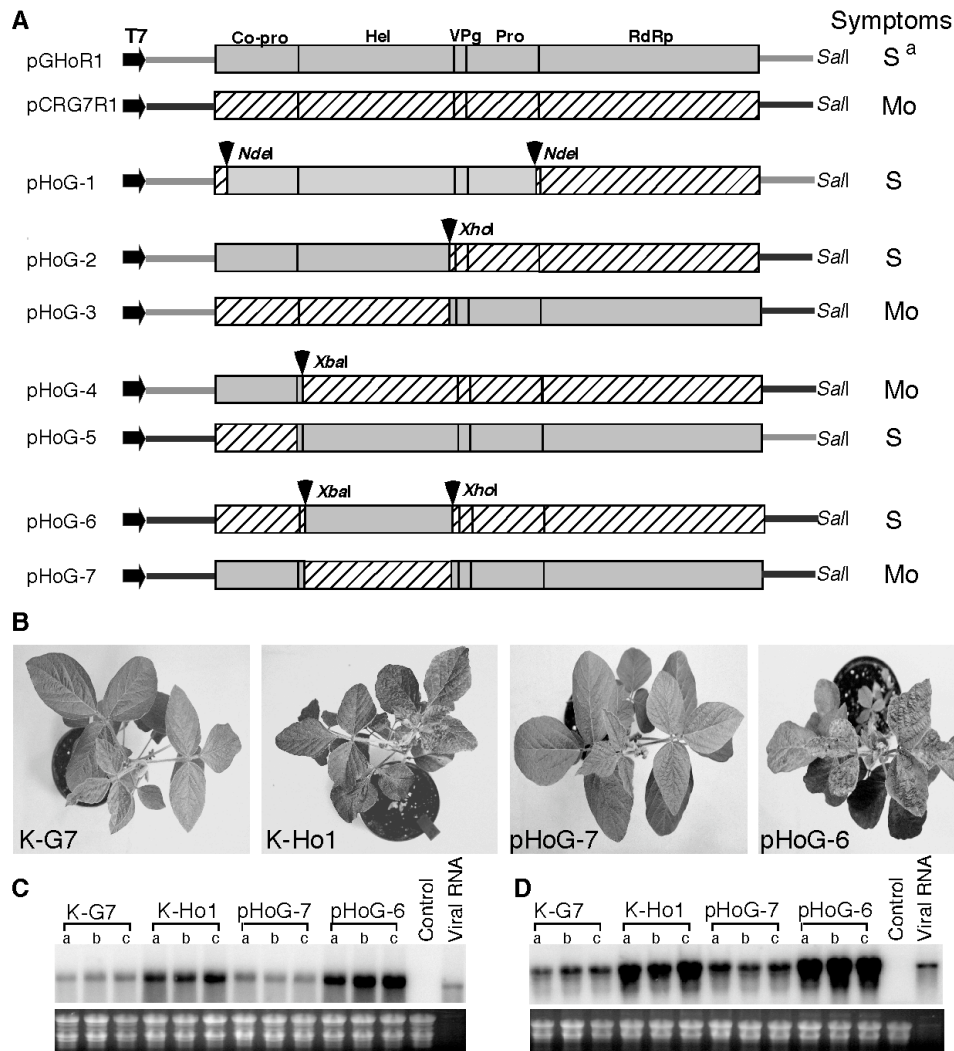 A
Symptoms
T7
Co-pro Hel VPg Pro RdRp
pGHoR1 SalI S a
pCRG7R1 SalI Mo
NdeI NdeI
pHoG-1 SalI S
XhoI
pHoG-2 SalI S
pHoG-3 SalI Mo
XbaI
pHoG-4 SalI Mo
pHoG-5 SalI S
XbaI XhoI
pHoG-6 SalI S
pHoG-7 SalI Mo
B
K-G7 K-Ho1 pHoG-7 pHoG-6
C
K-G7 K-Ho1 pHoG-7 pHoG-6 Control Viral RNA
a b c a b c a b c a b c
D
K-G7 K-Ho1 pHoG-7 pHoG-6 Control Viral RNA
a b c a b c a b c a b c